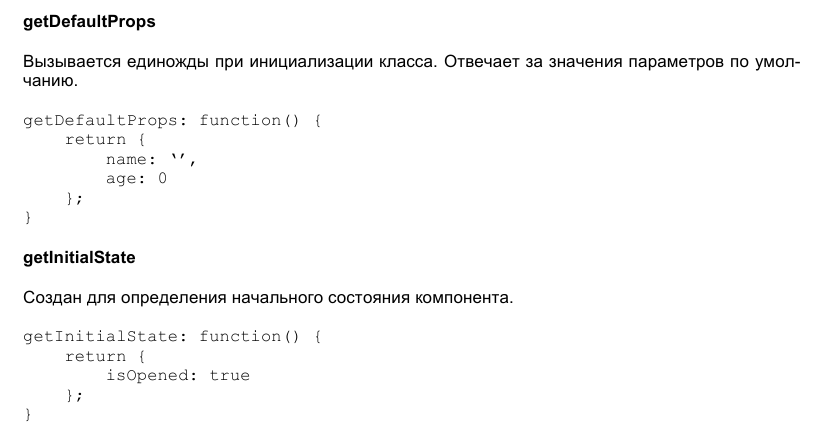 getDefaultProps
Вызывается единожды при инициализации класса. Отвечает за значения параметров по умол-
чанию.
getDefaultProps: function() {
    return {
        name: ‘’,
        age: 0
    };
}
getInitialState
Создан для определения начального состояния компонента.
getInitialState: function() {
    return {
        isOpened: true
    };
}